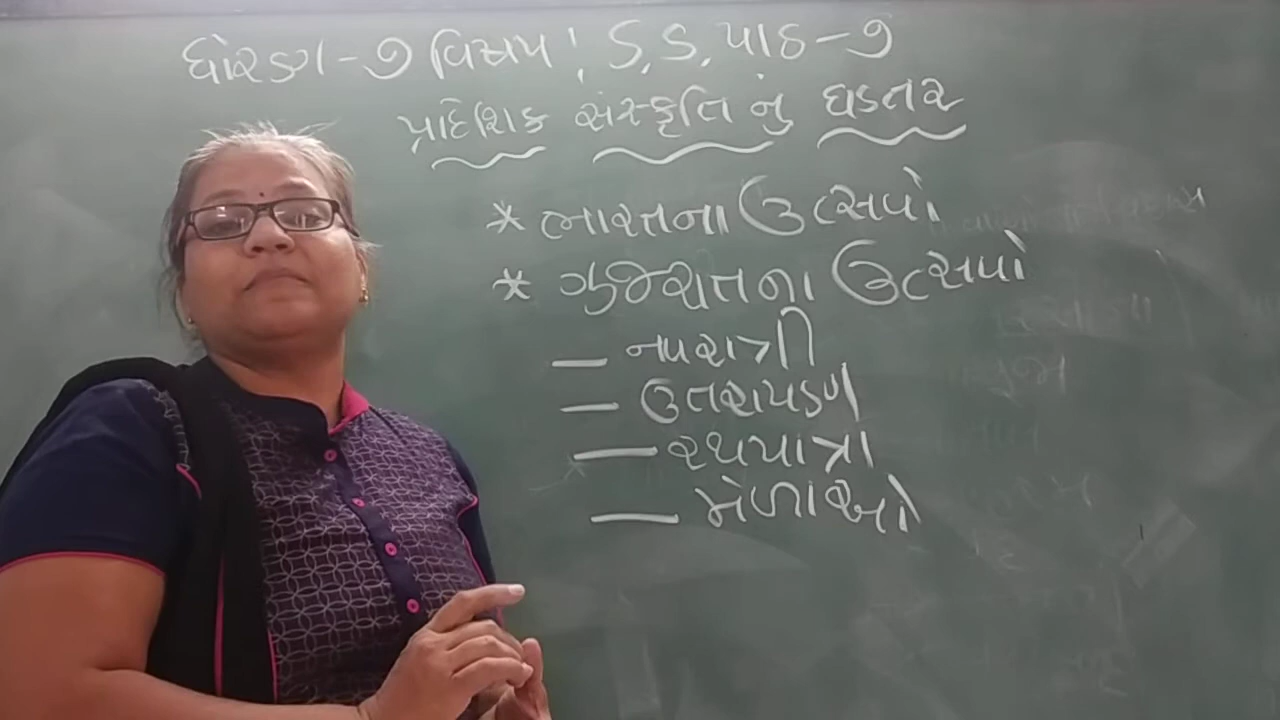 ધોરણ-૭ વિષય: S.S. પાઠ-૭
પ્રાદેશિક સંસ્કૃતિ નું ઘડતર
* ભારતના ઉત્સવો
* ગુજરાતના ઉત્સવો
— નવરાત્રી
— ઉતરાયણ
— રથયાત્રા
— મેળાઓ